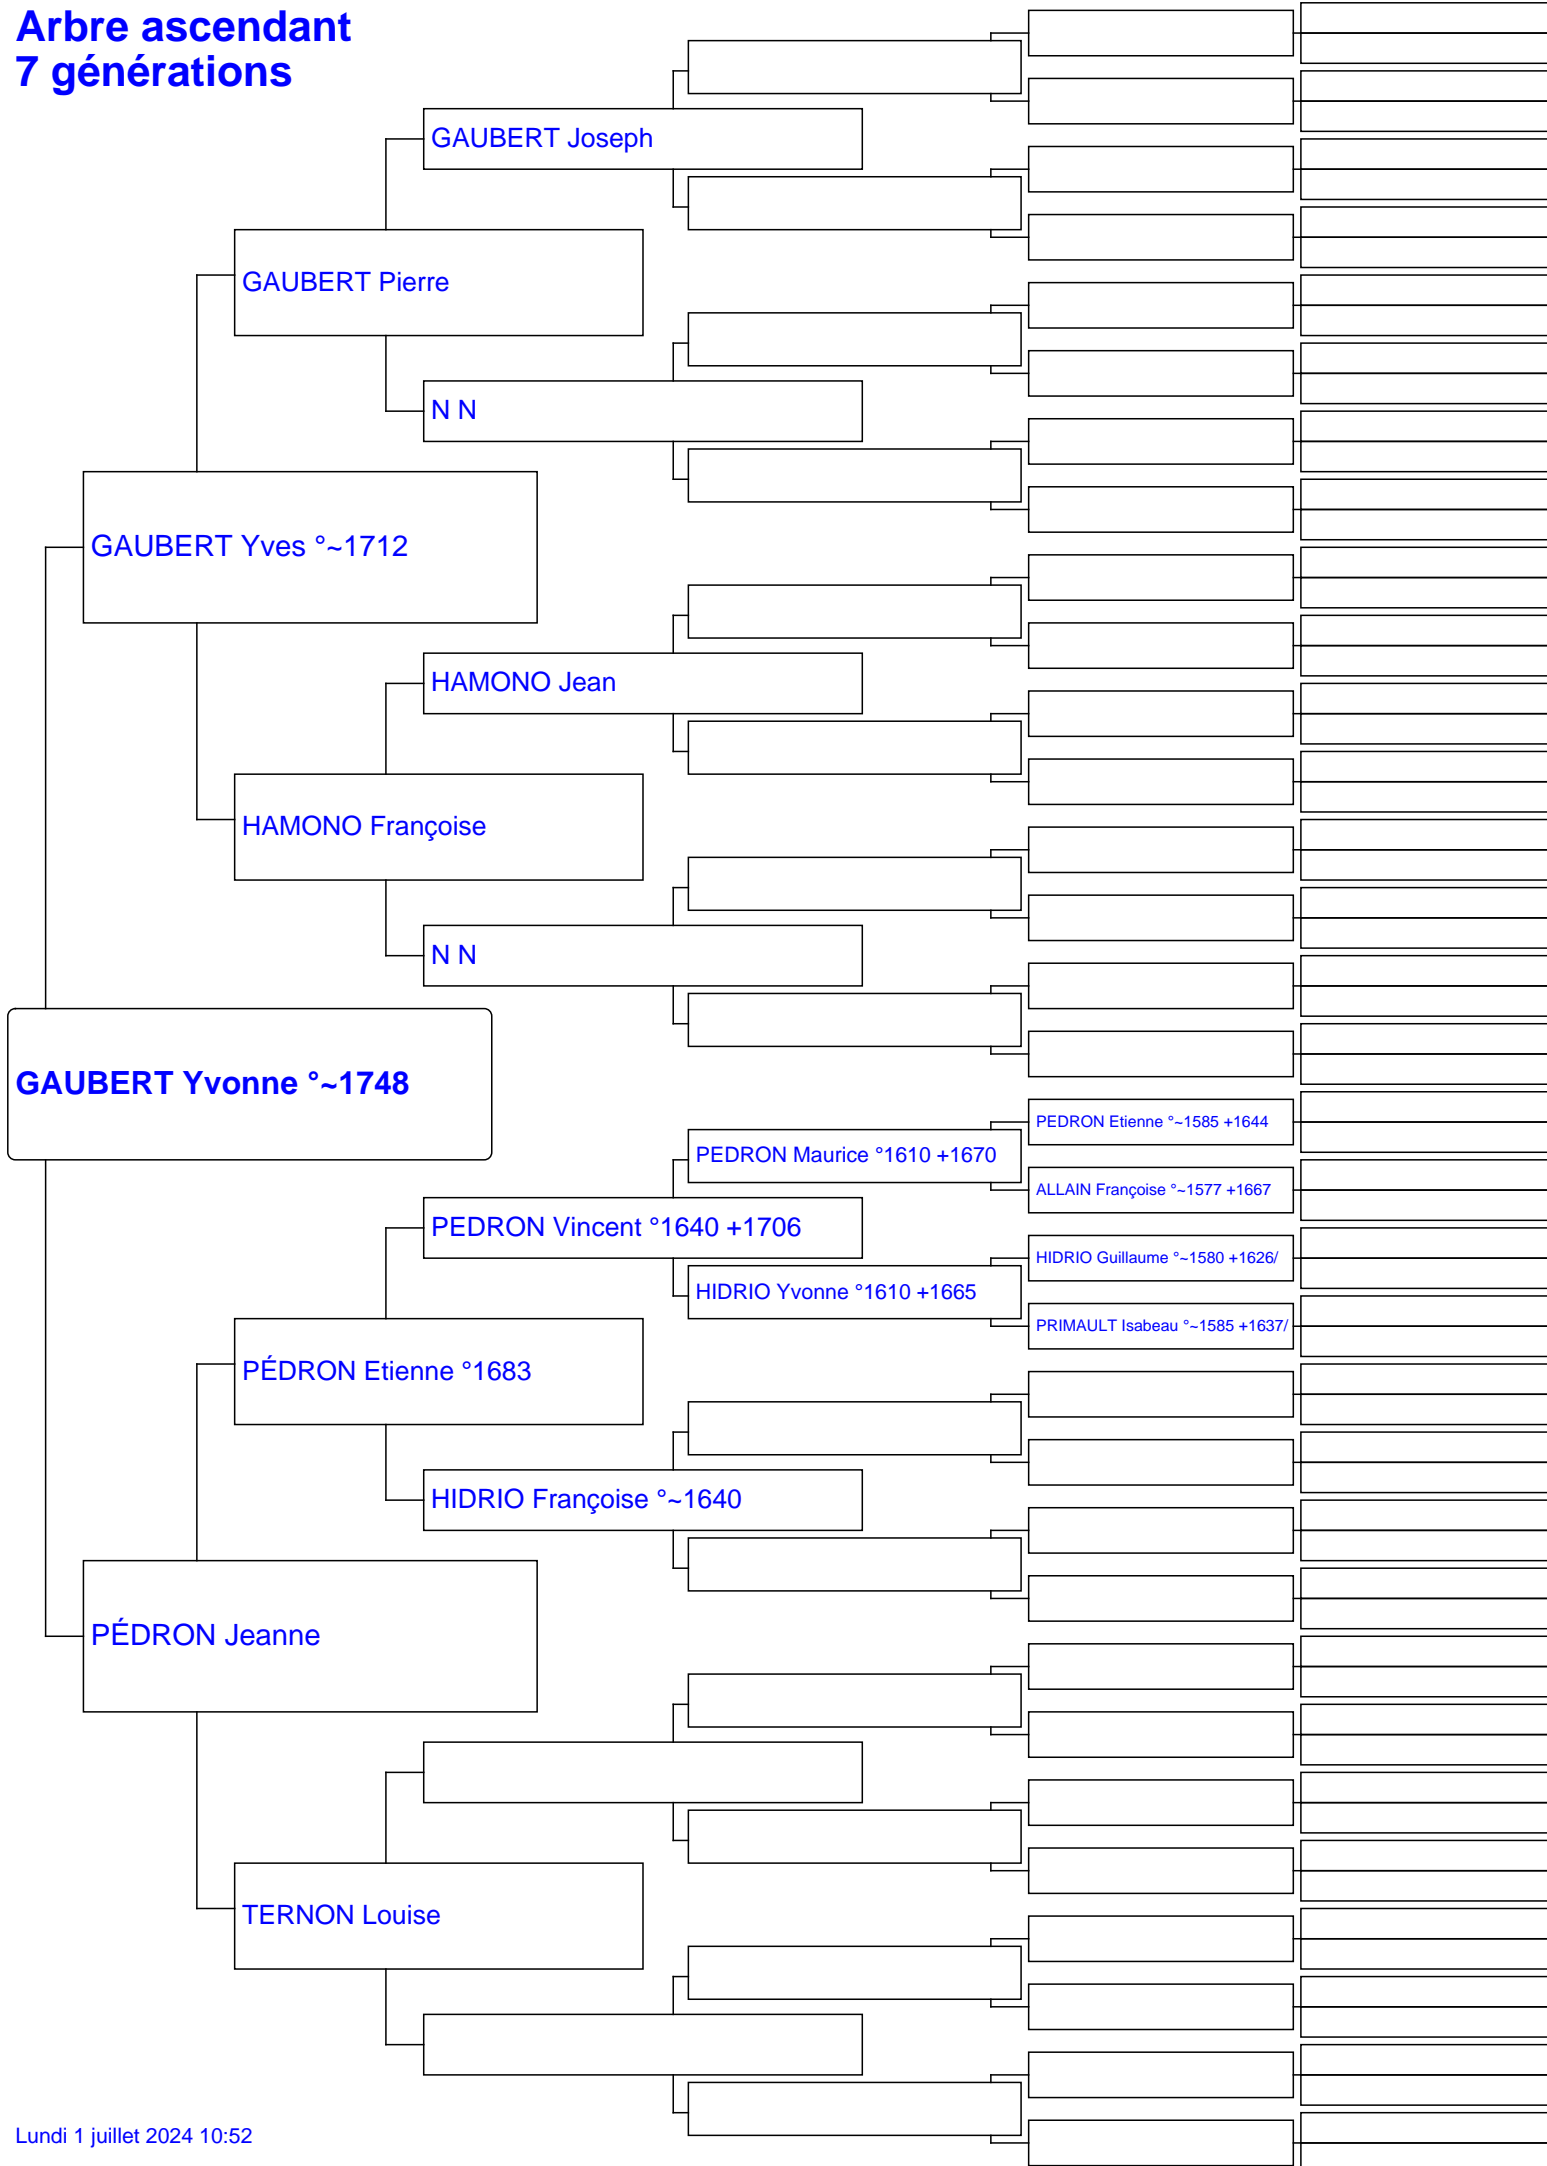 Arbre ascendant
7 générations
GAUBERT Joseph
GAUBERT Pierre
N N
GAUBERT Yves °~1712
HAMONO Jean
HAMONO Françoise
N N
GAUBERT Yvonne °~1748
PEDRON Etienne °~1585 +1644
PEDRON Maurice °1610 +1670
ALLAIN Françoise °~1577 +1667
PEDRON Vincent °1640 +1706
HIDRIO Guillaume °~1580 +1626/
HIDRIO Yvonne °1610 +1665
PRIMAULT Isabeau °~1585 +1637/
PÉDRON Etienne °1683
HIDRIO Françoise °~1640
PÉDRON Jeanne
TERNON Louise
Lundi 1 juillet 2024 10:52